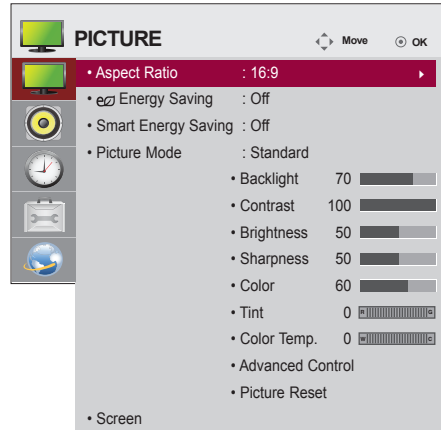 PICTURE Move OK
• Aspect Ratio : 16:9
• e Energy Saving : Off
• Smart Energy Saving : Off
• Picture Mode : Standard
• Backlight 70
• Contrast 100
• Brightness 50
• Sharpness 50
• Color 60
• Tint 0 R G
• Color Temp. 0 W C
• Advanced Control
• Picture Reset
• Screen